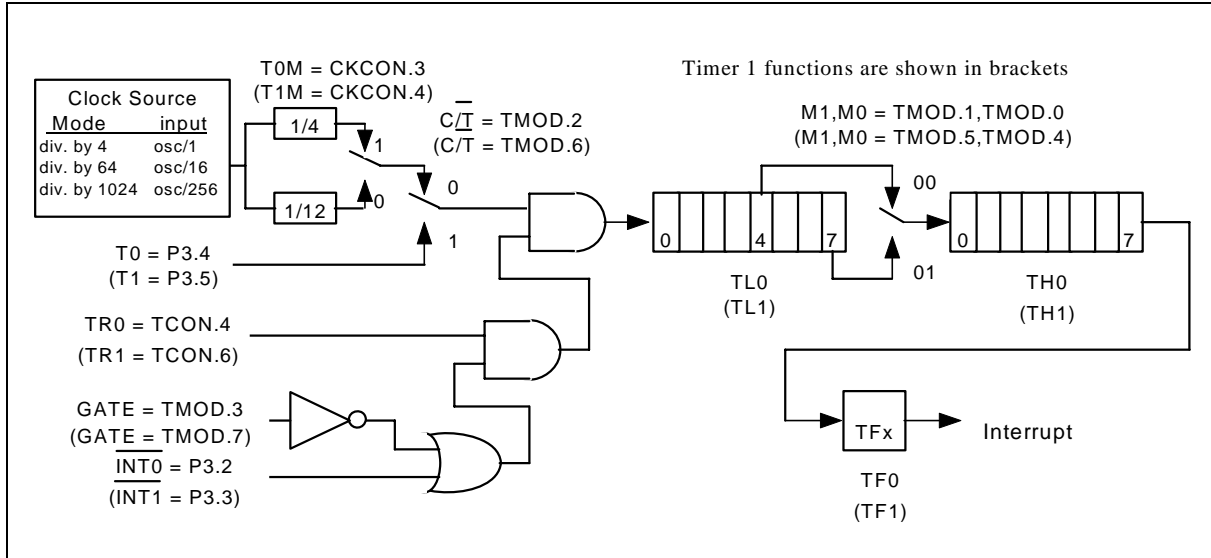 T0M = CKCON.3
(T1M = CKCON.4)
Timer 1 functions are shown in brackets
Clock Source
Mode input
div. by 4 osc/1
div. by 64 osc/16
div. by 1024 osc/256
1/4
1
1/12
0
C/T̅ = TMOD.2
(C/T̅ = TMOD.6)
0
1
M1,M0 = TMOD.1,TMOD.0
(M1,M0 = TMOD.5,TMOD.4)
00
01
0 4 7
TL0
(TL1)
0 7
TH0
(TH1)
T0 = P3.4
(T1 = P3.5)
TR0 = TCON.4
(TR1 = TCON.6)
GATE = TMOD.3
(GATE = TMOD.7)
I̅N̅T̅0̅ = P3.2
(I̅N̅T̅1̅ = P3.3)
TFx
Interrupt
TF0
(TF1)